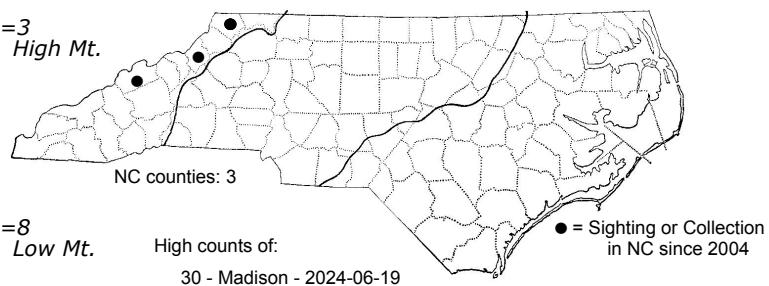 =3
High Mt.
NC counties: 3
=8
Low Mt.
High counts of:
30 - Madison - 2024-06-19
● = Sighting or Collection
in NC since 2004